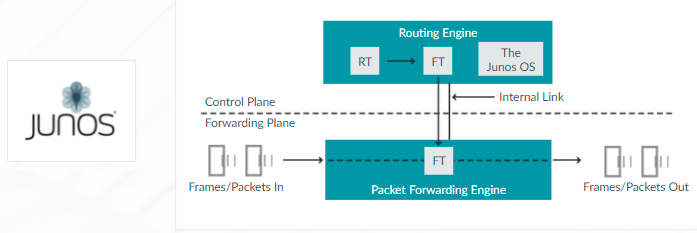 JUNOS
Routing Engine
RT
FT
The
Junos OS
Internal Link
Control Plane
Forwarding Plane
FT
Frames/Packets In
Packet Forwarding Engine
Frames/Packets Out